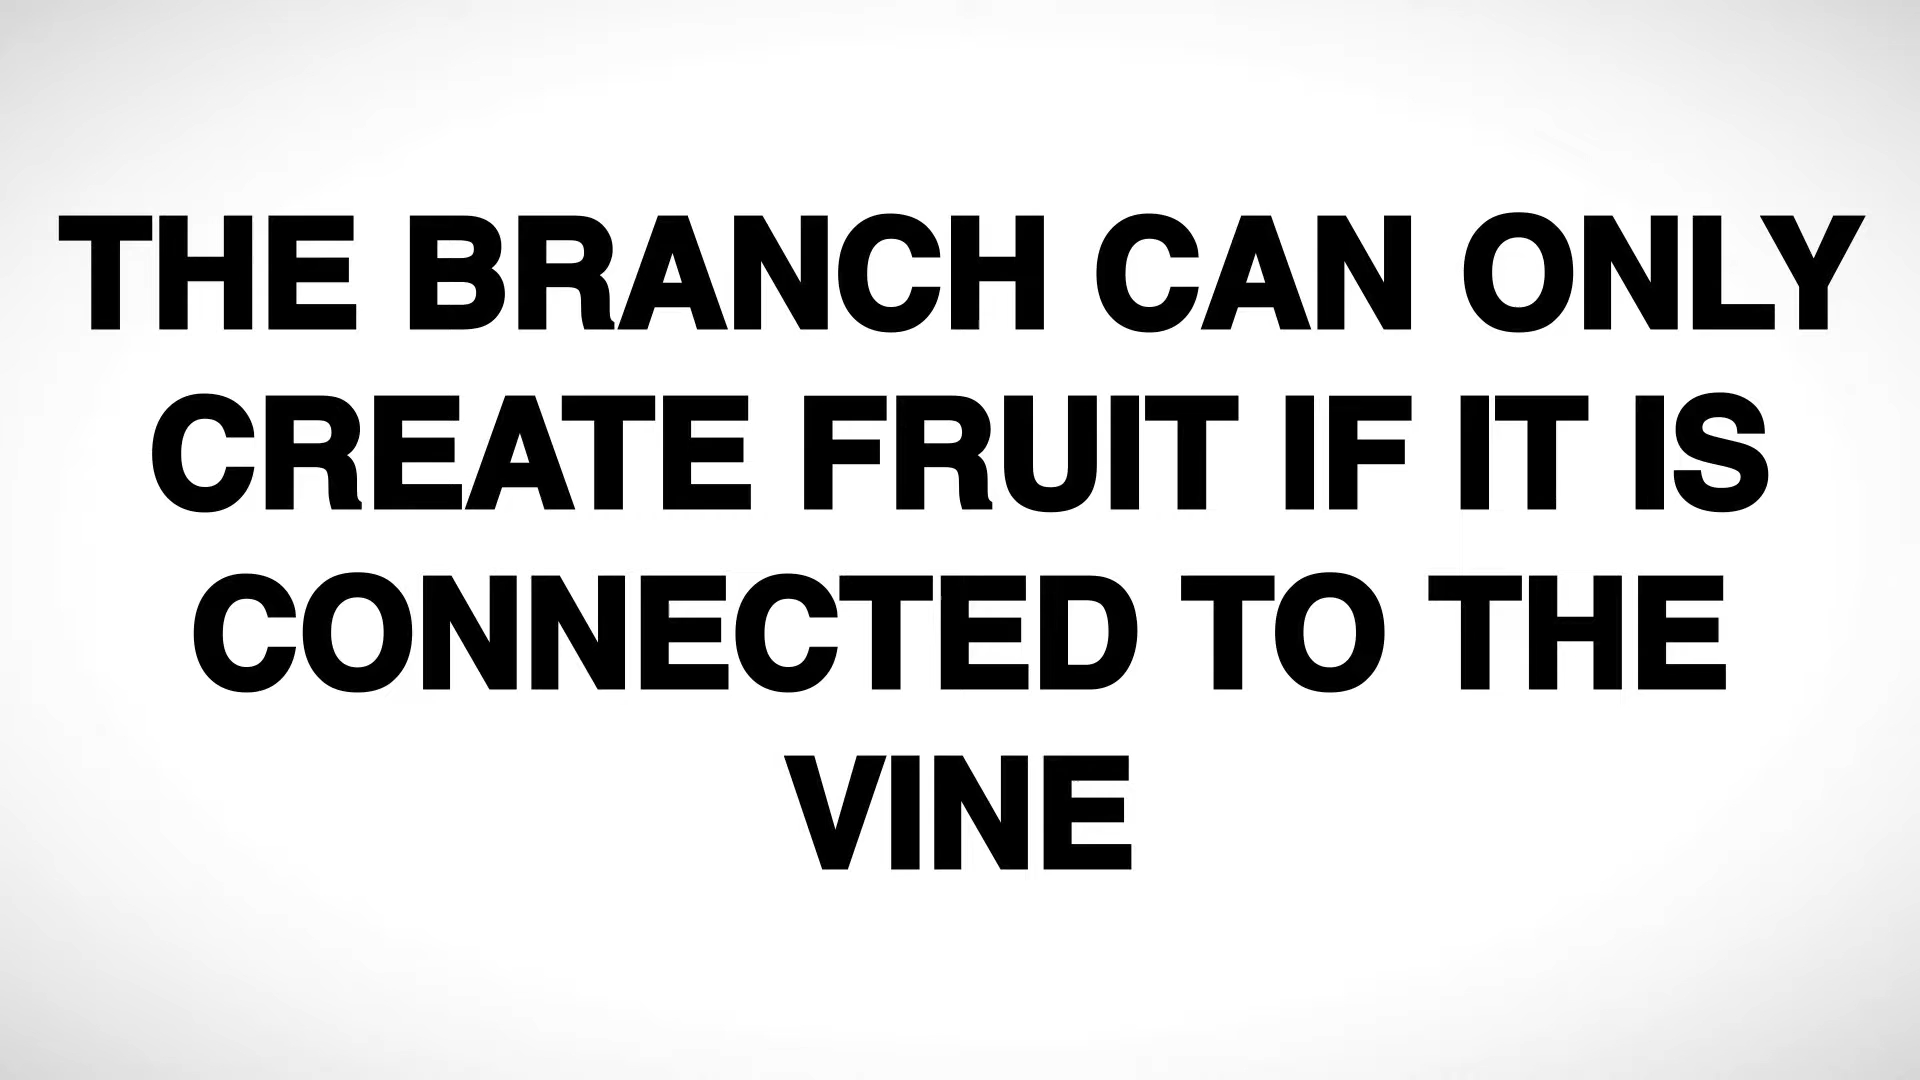 THE BRANCH CAN ONLY
CREATE FRUIT IF IT IS
CONNECTED TO THE
VINE